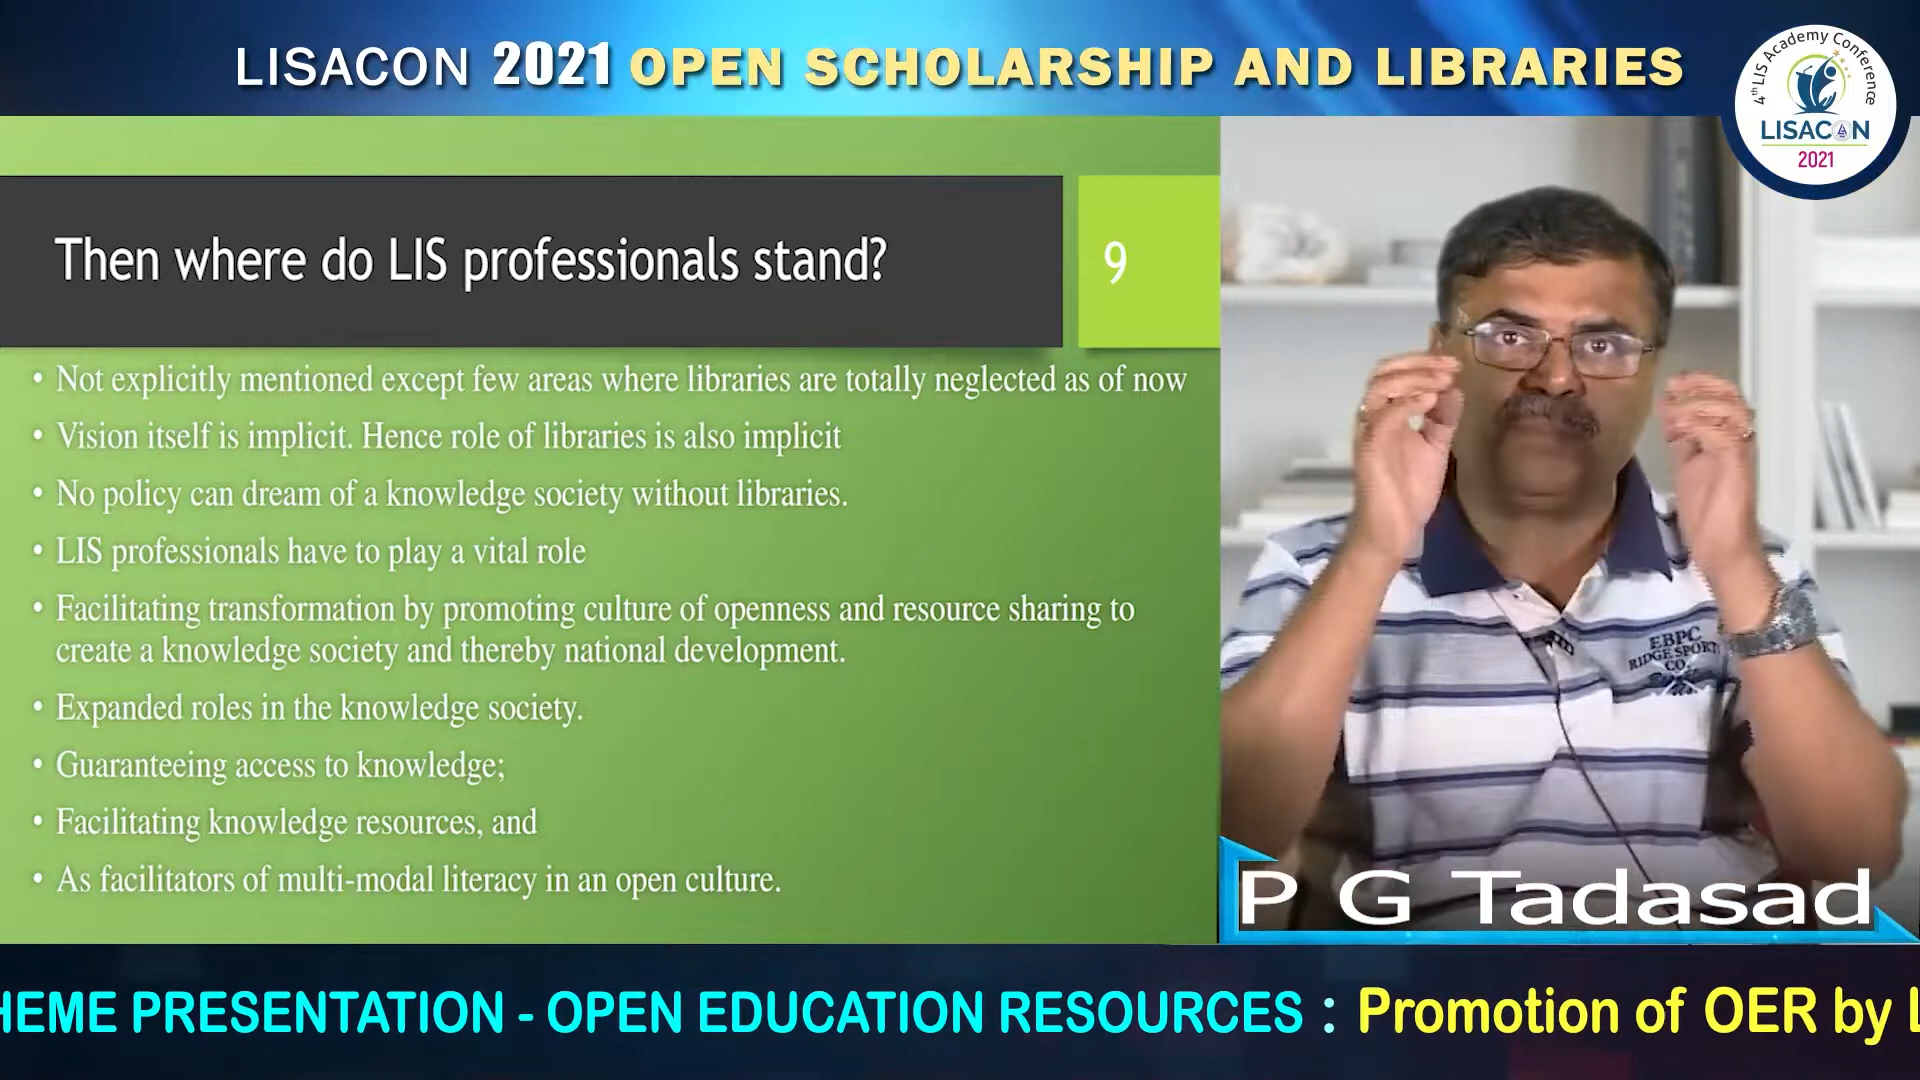 LISACON 2021 OPEN SCHOLARSHIP AND LIBRARIES
4th LIS Academy Conference
LISACON
2021
Then where do LIS professionals stand?
9
• Not explicitly mentioned except few areas where libraries are totally neglected as of now
• Vision itself is implicit. Hence role of libraries is also implicit
• No policy can dream of a knowledge society without libraries.
• LIS professionals have to play a vital role
• Facilitating transformation by promoting culture of openness and resource sharing to
create a knowledge society and thereby national development.
• Expanded roles in the knowledge society.
• Guaranteeing access to knowledge;
• Facilitating knowledge resources, and
• As facilitators of multi-modal literacy in an open culture.
EBPC
RIDGE SPORT
CO.
P G Tadasad
HEME PRESENTATION - OPEN EDUCATION RESOURCES : Promotion of OER by L